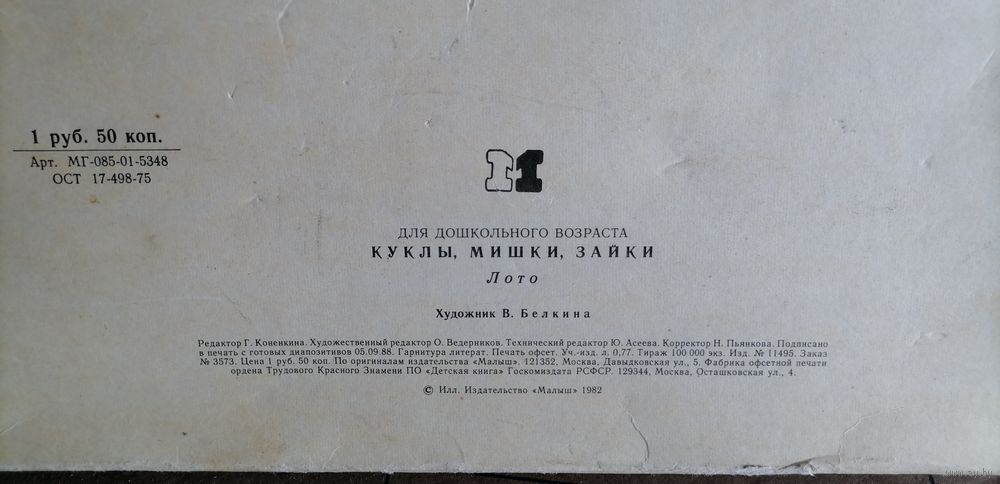 1 руб. 50 коп.
Арт. МГ-085-01-5348
ОСТ 17-498-75
ДЛЯ ДОШКОЛЬНОГО ВОЗРАСТА
КУКЛЫ, МИШКИ, ЗАЙКИ
Лото
Художник В. Белкина
Редактор Г. Коненкина. Художественный редактор О. Ведерников. Технический редактор Ю. Асеева. Корректор Н. Пьянкова. Подписано
в печать с готовых диапозитивов 05.09.88. Гарнитура литерат. Печать офсет. Уч.-изд. л. 0,77. Тираж 100 000 экз. Изд. № 11495. Заказ
№ 3573. Цена 1 руб. 50 коп. По оригиналам издательства «Малыш». 121352, Москва, Давыдковская ул., 5. Фабрика офсетной печати
ордена Трудового Красного Знамени ПО «Детская книга» Госкомиздата РСФСР. 129344, Москва, Осташковская ул., 4.
© Илл. Издательство «Малыш» 1982